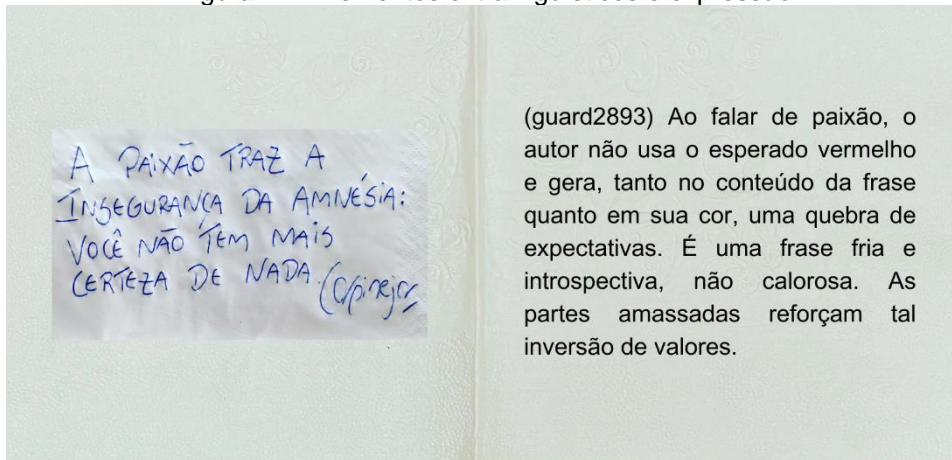 A PAIXÃO TRAZ A
INSEGURANÇA DA AMNÉSIA:
VOCÊ NÃO TEM MAIS
CERTEZA DE NADA.
(guard2893) Ao falar de paixão, o
autor não usa o esperado vermelho
e gera, tanto no conteúdo da frase
quanto em sua cor, uma quebra de
expectativas. É uma frase fria e
introspectiva, não calorosa. As
partes amassadas reforçam tal
inversão de valores.